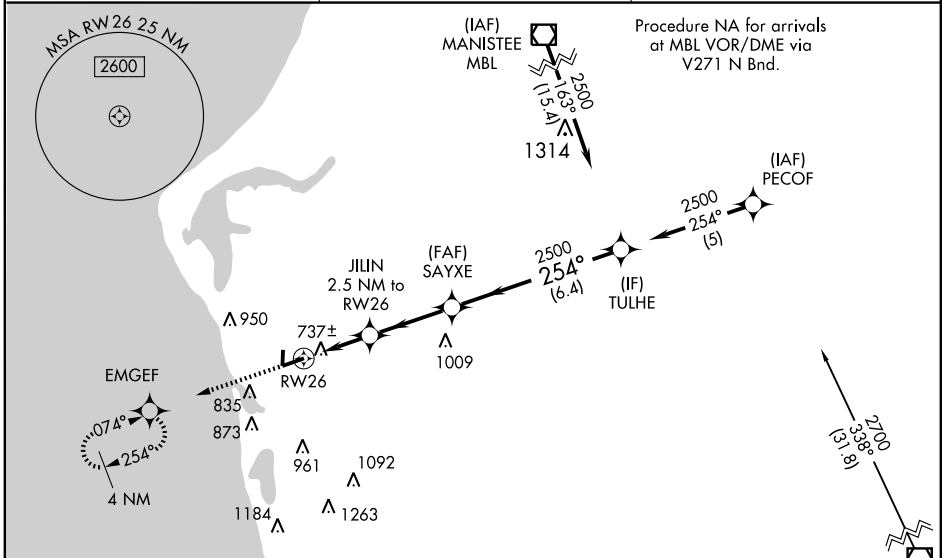 MSA RW26 25 NM
2600
(IAF)
MANISTEE
MBL
2500
163°
(15.4)
1314
Procedure NA for arrivals
at MBL VOR/DME via
V271 N Bnd.
(IAF)
PECOF
2500
254°
(5)
(IF)
TULHE
2500
254°
(6.4)
(FAF)
SAYXE
1009
JILIN
2.5 NM to
RW26
737±
RW26
950
835
873
EMGEF
074°
254°
4 NM
961
1092
1263
1184
2700
338°
(31.8)